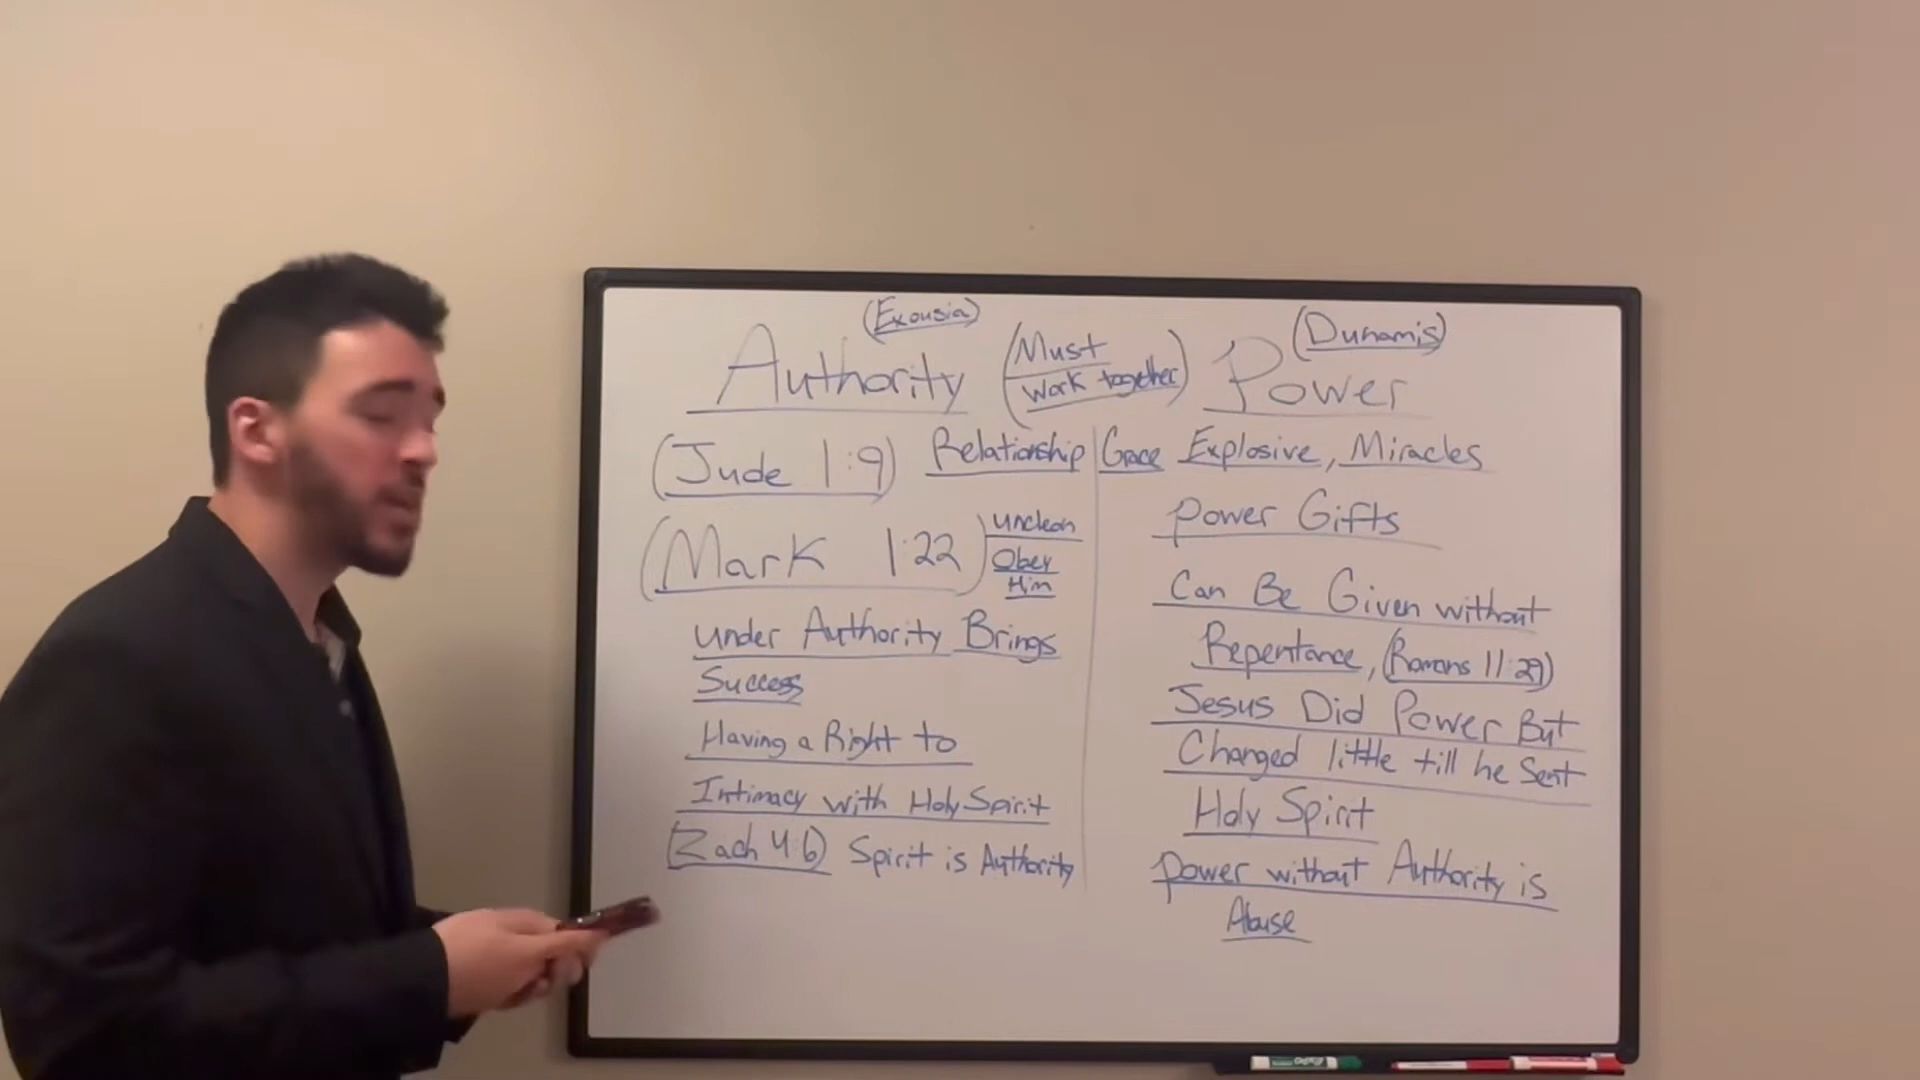 (Exousia)
Authority
(Must
work together)
(Dunamis)
Power
(Jude 1:9) Relationship
(Mark 1:22) unclean
Obey
Him
under Authority Brings
Success
Having a Right to
Intimacy with Holy Spirit
(Zach 4:6) Spirit is Authority
Grace Explosive, Miracles
Power Gifts
Can Be Given without
Repentance, (Romans 11:29)
Jesus Did Power But
Changed little till he Sent
Holy Spirit
Power without Authority is
Abuse
EXPO